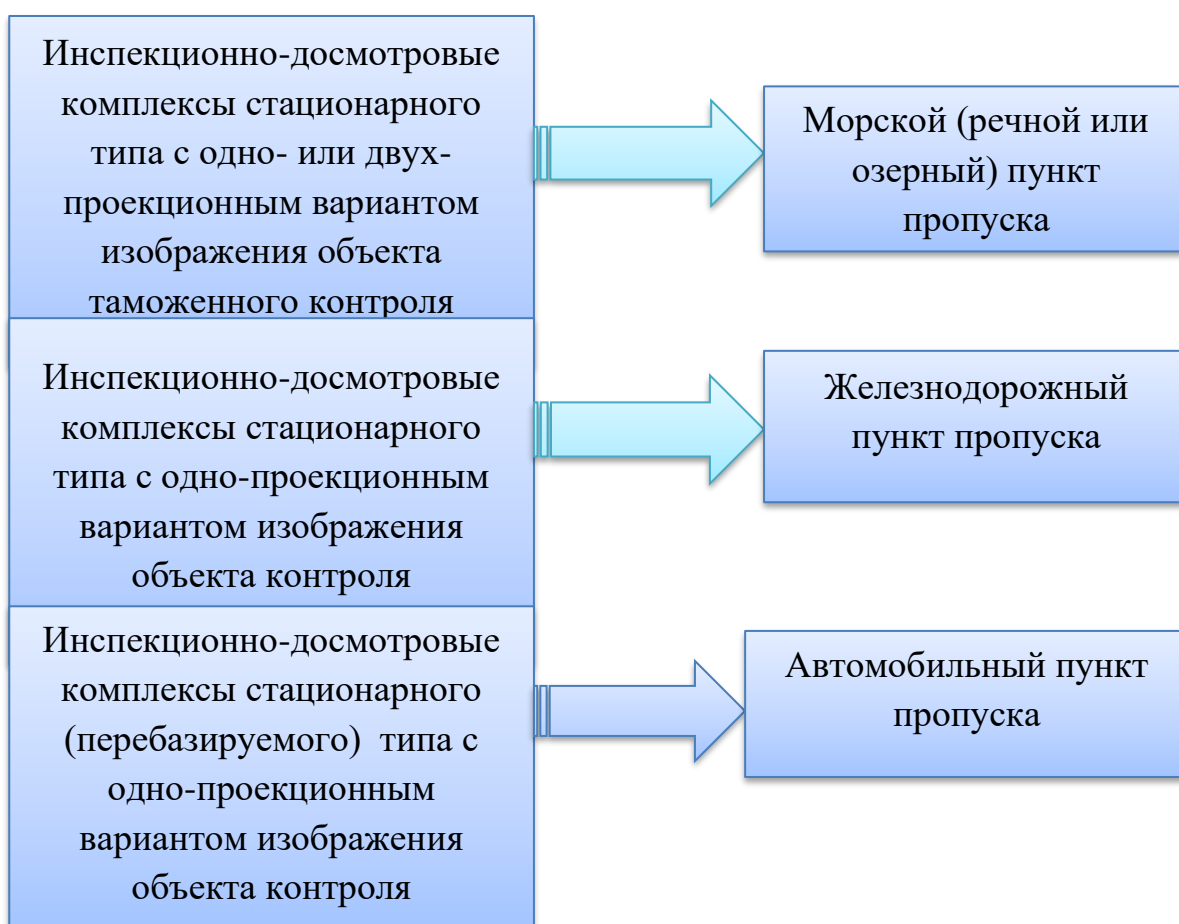 Инспекционно-досмотровые
комплексы стационарного
типа с одно- или двух-
проекционным вариантом
изображения объекта
таможенного контроля
Морской (речной или
озерный) пункт
пропуска
Инспекционно-досмотровые
комплексы стационарного
типа с одно-проекционным
вариантом изображения
объекта контроля
Железнодорожный
пункт пропуска
Инспекционно-досмотровые
комплексы стационарного
(перебазируемого) типа с
одно-проекционным
вариантом изображения
объекта контроля
Автомобильный пункт
пропуска